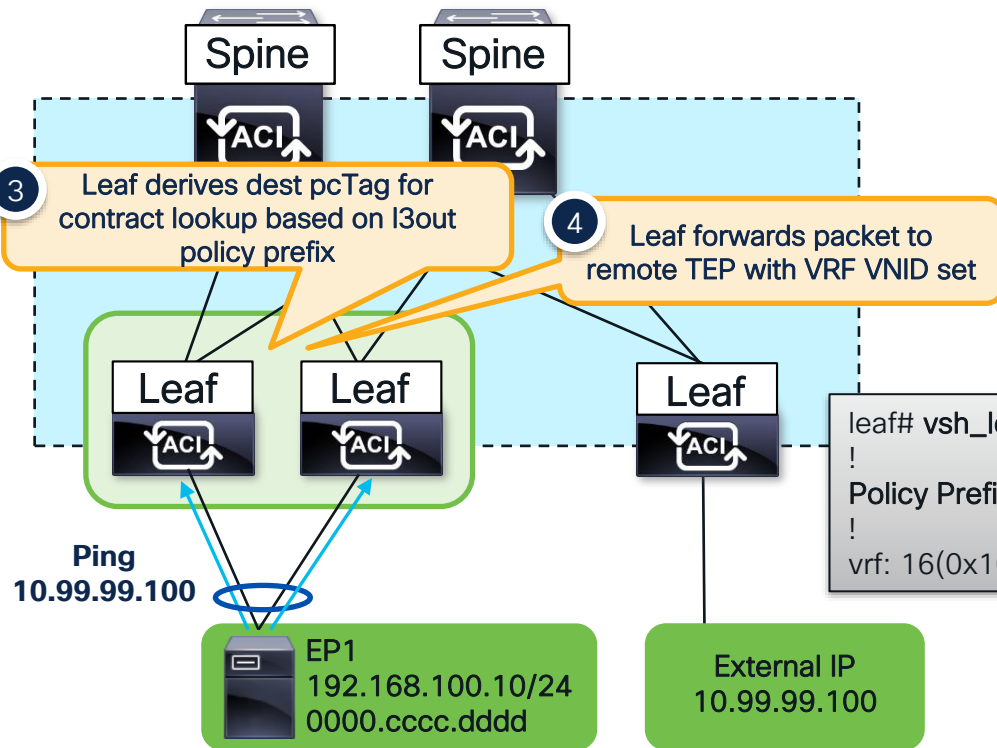 Spine
Spine
ACI
ACI
3
Leaf derives dest pcTag for
contract lookup based on l3out
policy prefix
4
Leaf forwards packet to
remote TEP with VRF VNID set
Leaf
Leaf
Leaf
ACI
ACI
ACI
leaf# vsh_l
!
Policy Prefi
!
vrf: 16(0x1
Ping
10.99.99.100
EP1
192.168.100.10/24
0000.cccc.dddd
External IP
10.99.99.100